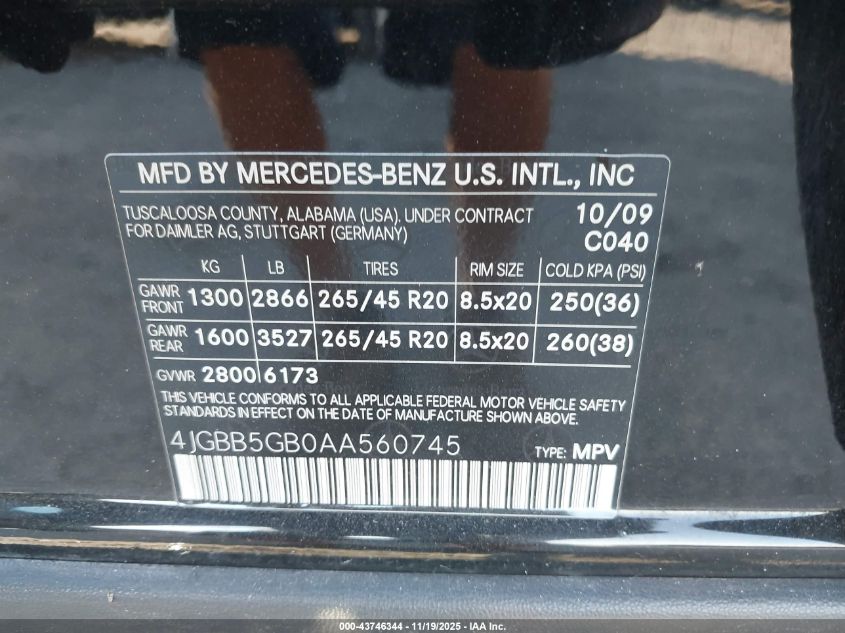 MFD BY MERCEDES-BENZ U.S. INTL., INC
TUSCALOOSA COUNTY, ALABAMA (USA). UNDER CONTRACT 10/09
FOR DAIMLER AG, STUTTGART (GERMANY) C040
KG LB TIRES RIM SIZE COLD KPA (PSI)
GAWR FRONT 1300 2866 265/45 R20 8.5x20 250(36)
GAWR REAR 1600 3527 265/45 R20 8.5x20 260(38)
GVWR 2800 6173
THIS VEHICLE CONFORMS TO ALL APPLICABLE FEDERAL MOTOR VEHICLE SAFETY
STANDARDS IN EFFECT ON THE DATE OF MANUFACTURE SHOWN ABOVE.
4JGBB5GB0AA560745 TYPE: MPV
000-43746344 - 11/19/2025 - IAA Inc.